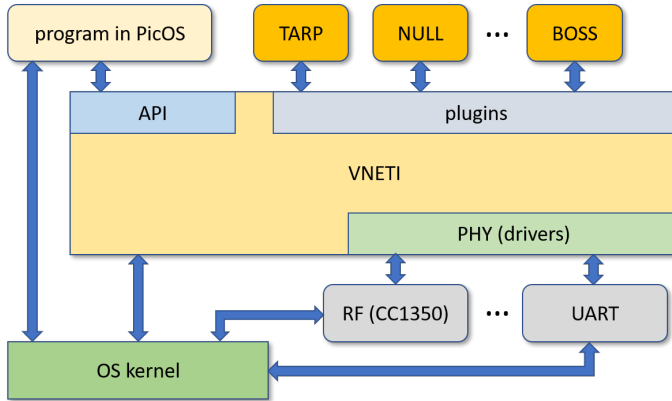 program in PicOS
TARP
NULL
...
BOSS
API
plugins
VNETI
PHY (drivers)
RF (CC1350)
...
UART
OS kernel